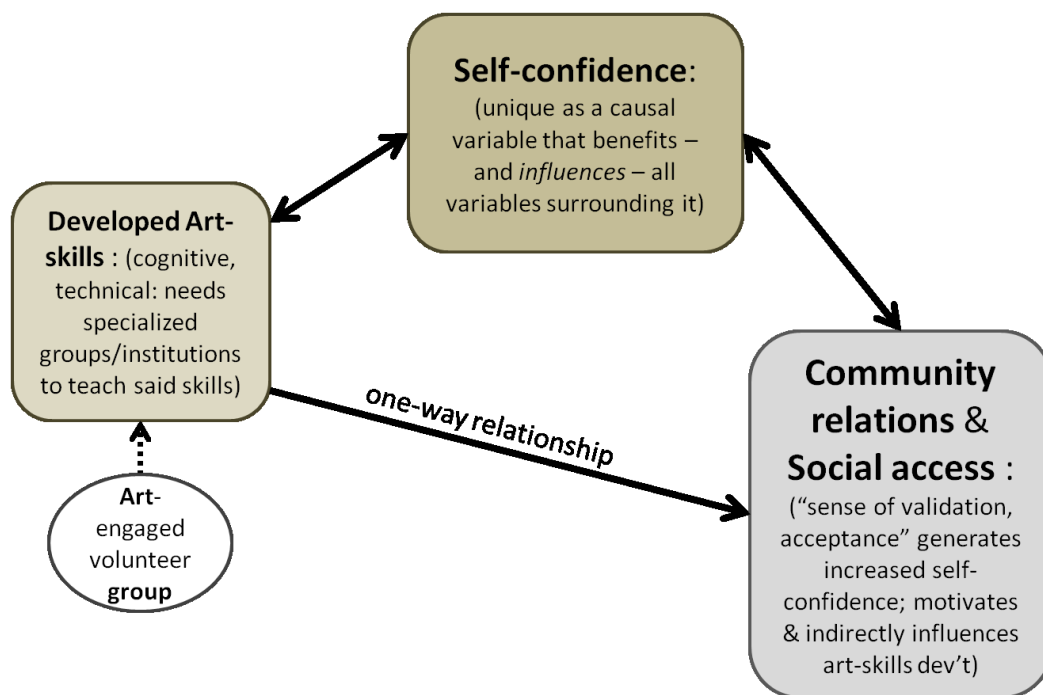 Self-confidence:
(unique as a causal
variable that benefits –
and influences – all
variables surrounding it)
Developed Art-
skills : (cognitive,
technical: needs
specialized
groups/institutions
to teach said skills)
one-way relationship
Art-
engaged
volunteer
group
Community
relations &
Social access :
(“sense of validation,
acceptance” generates
increased self-
confidence; motivates
& indirectly influences
art-skills dev’t)